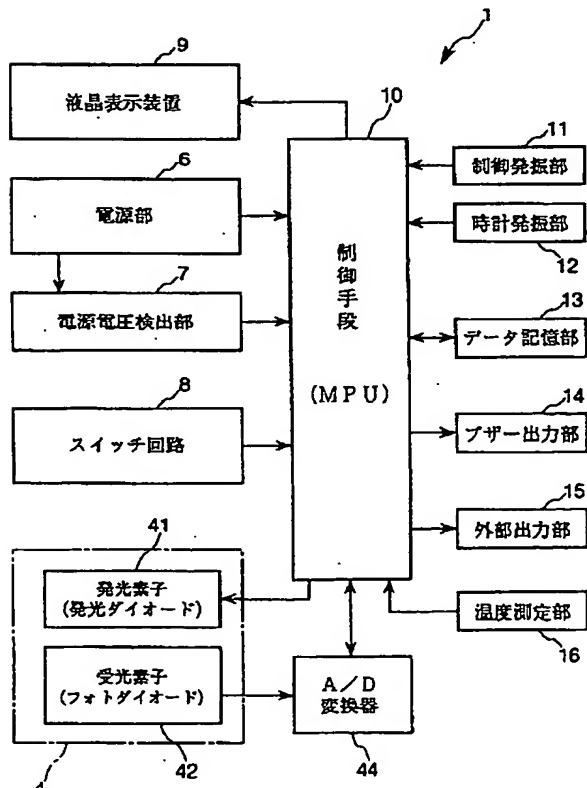 1
9
液晶表示装置
10
6
電源部
7
電源電圧検出部
8
スイッチ回路
制御手段
(MPU)
11
制御発振部
時計発振部
12
13
データ記憶部
14
ブザー出力部
15
外部出力部
温度測定部
16
41
発光素子
(発光ダイオード)
受光素子
(フォトダイオード)
42
A/D
変換器
44
4